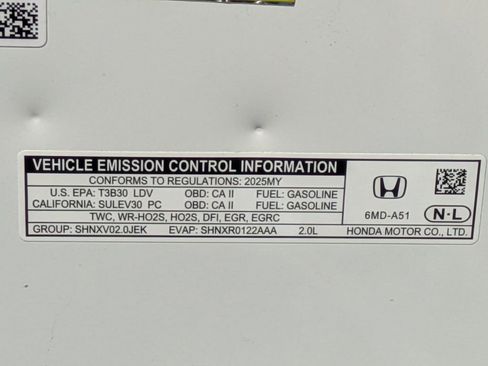 VEHICLE EMISSION CONTROL INFORMATION
CONFORMS TO REGULATIONS: 2025MY
U.S. EPA: T3B30 LDV OBD: CA II FUEL: GASOLINE
CALIFORNIA: SULEV30 PC OBD: CA II FUEL: GASOLINE
TWC, WR-HO2S, HO2S, DFI, EGR, EGRC
GROUP: SHNXV02.0JEK EVAP: SHNXR0122AAA 2.0L
6MD-A51 N-L
HONDA MOTOR CO., LTD.